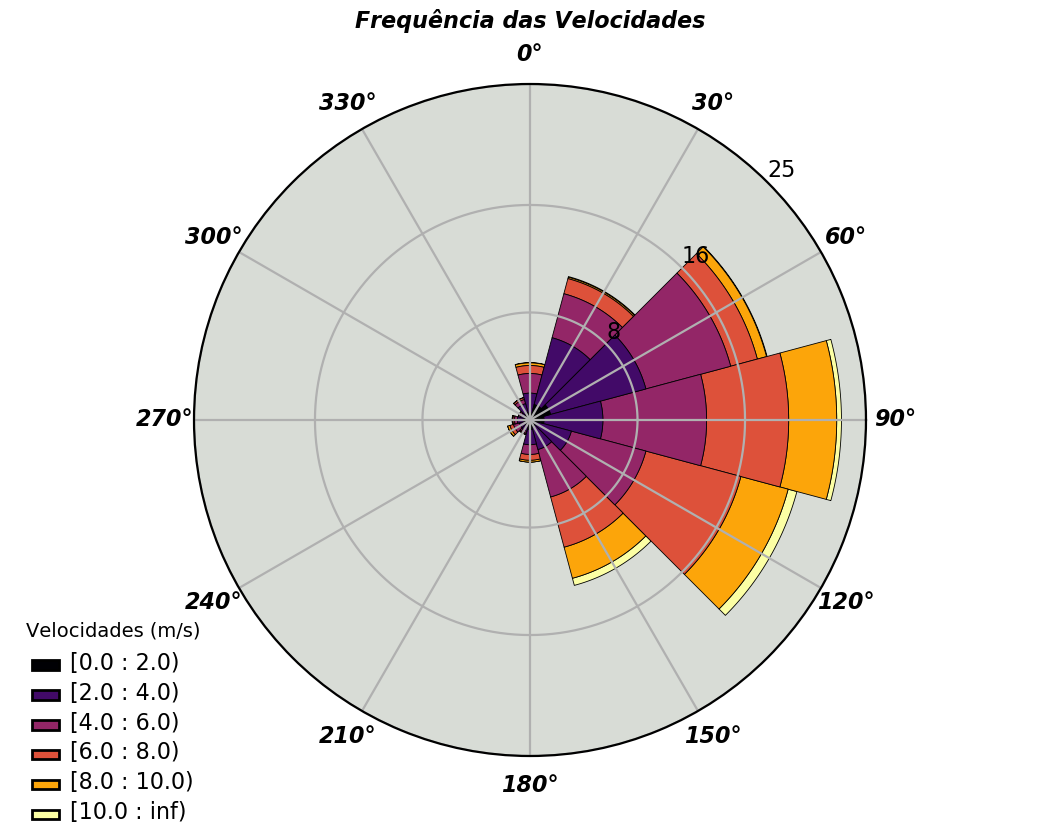 Frequência das Velocidades
0°
330°
30°
25
300°
60°
16
8
270°
90°
240°
120°
210°
150°
180°
Velocidades (m/s)
[0.0 : 2.0)
[2.0 : 4.0)
[4.0 : 6.0)
[6.0 : 8.0)
[8.0 : 10.0)
[10.0 : inf)